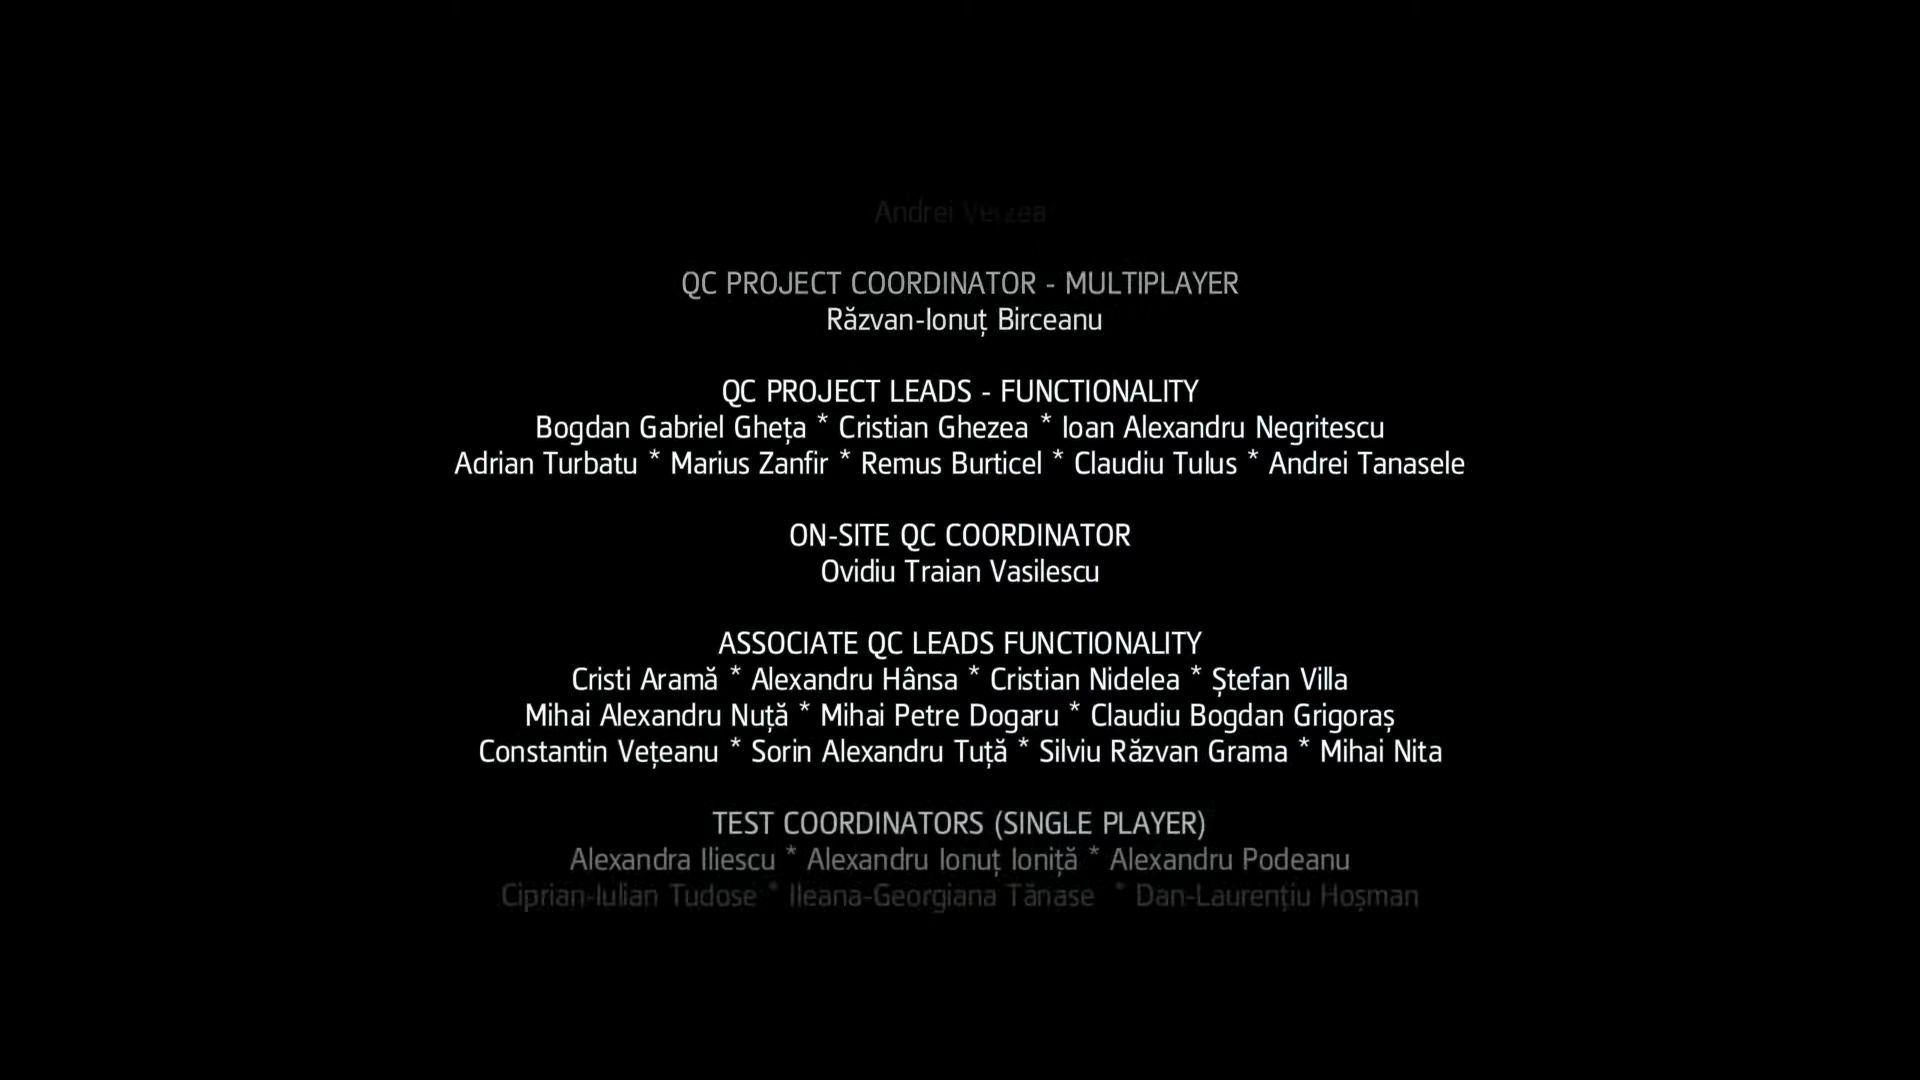 Andrei Verzea
QC PROJECT COORDINATOR - MULTIPLAYER
Răzvan-Ionuț Birceanu
QC PROJECT LEADS - FUNCTIONALITY
Bogdan Gabriel Gheța * Cristian Ghezea * Ioan Alexandru Negritescu
Adrian Turbatu * Marius Zanfir * Remus Burticel * Claudiu Tulus * Andrei Tanasele
ON-SITE QC COORDINATOR
Ovidiu Traian Vasilescu
ASSOCIATE QC LEADS FUNCTIONALITY
Cristi Aramă * Alexandru Hânsa * Cristian Nidelea * Ștefan Villa
Mihai Alexandru Nuță * Mihai Petre Dogaru * Claudiu Bogdan Grigoraș
Constantin Vețeanu * Sorin Alexandru Tuță * Silviu Răzvan Grama * Mihai Nita
TEST COORDINATORS (SINGLE PLAYER)
Alexandra Iliescu * Alexandru Ionuț Ioniță * Alexandru Podeanu
Ciprian-Iulian Tudose * Ileana-Georgiana Tănase * Dan-Laurențiu Hoșman